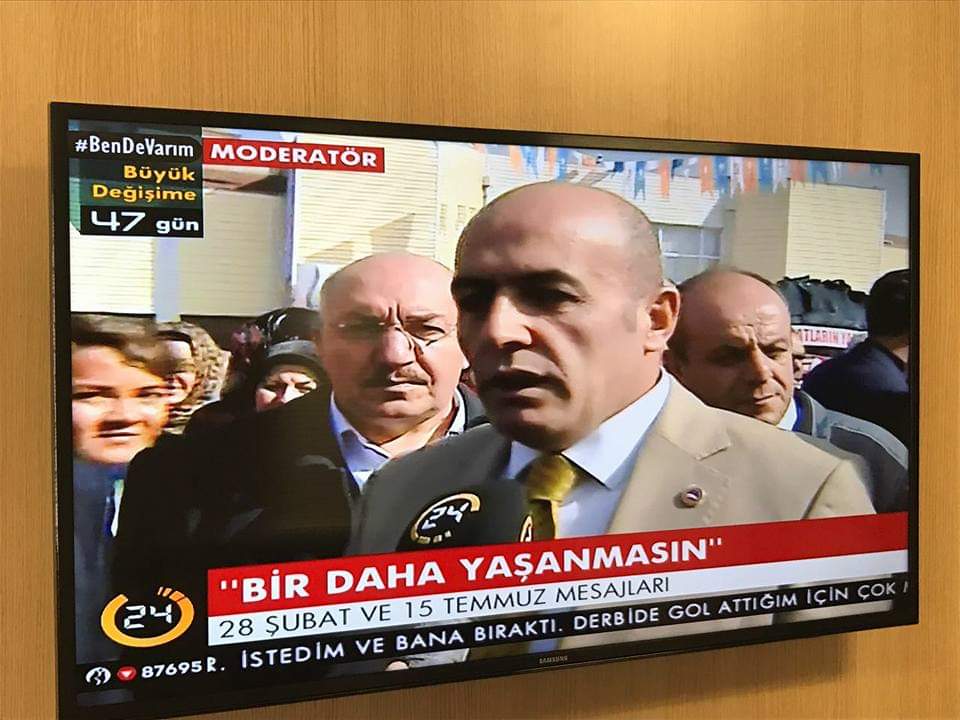 #BenDeVarım
Büyük
Değişime
47 gün
MODERATÖR
ATLARIN
24
"BİR DAHA YAŞANMASIN"
28 ŞUBAT VE 15 TEMMUZ MESAJLARI
24
87695 R. İSTEDİM VE BANA BIRAKTI. DERBİDE GOL ATTIĞIM İÇİN ÇOK
SAMSUNG